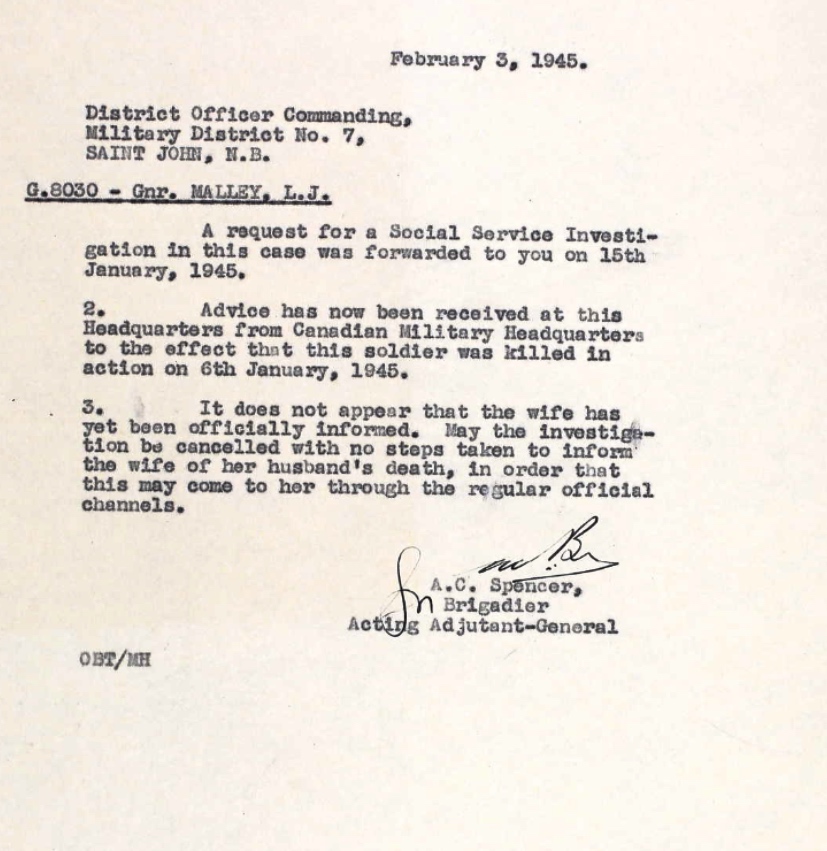 February 3, 1945.
District Officer Commanding,
Military District No. 7,
SAINT JOHN, N.B.
G.8030 - Gnr. MALLEY, L.J.
A request for a Social Service Investi-
gation in this case was forwarded to you on 15th
January, 1945.
2. Advice has now been received at this
Headquarters from Canadian Military Headquarters
to the effect that this soldier was killed in
action on 6th January, 1945.
3. It does not appear that the wife has
yet been officially informed. May the investiga-
tion be cancelled with no steps taken to inform
the wife of her husband's death, in order that
this may come to her through the regular official
channels.
for
A.C. Spencer,
Brigadier
Acting Adjutant-General
OBT/MH